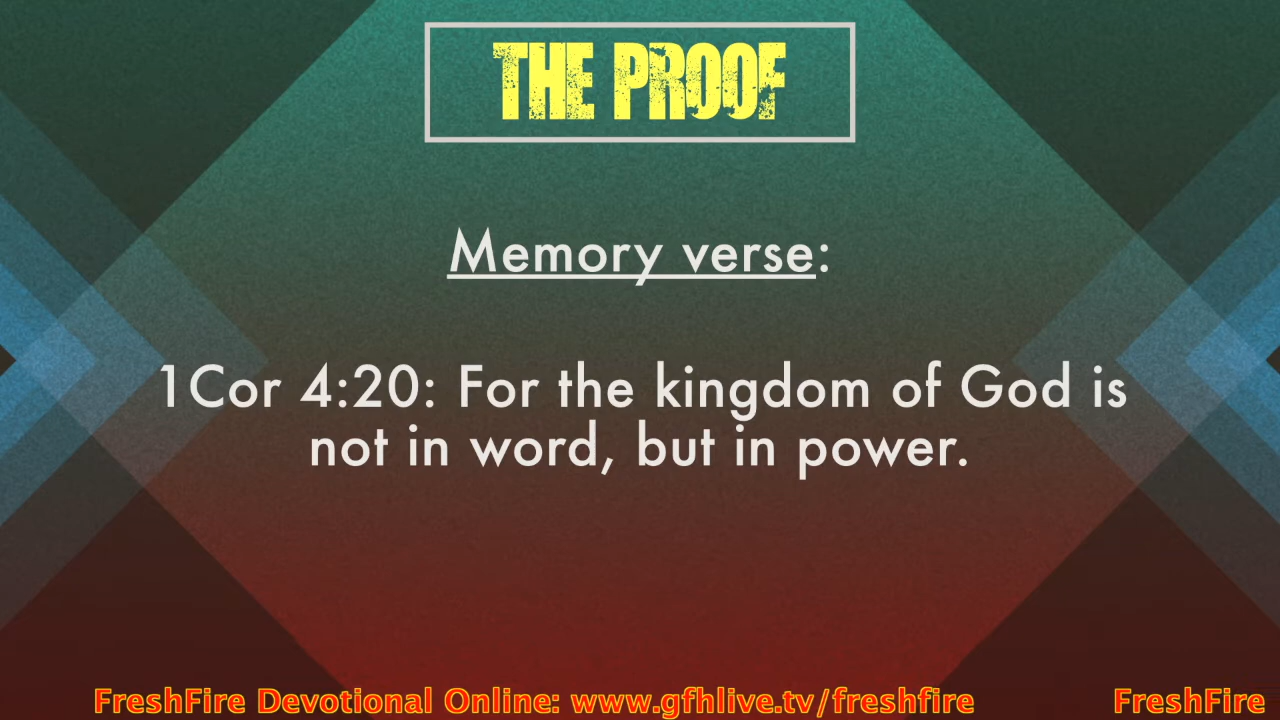 THE PROOF
Memory verse:
1Cor 4:20: For the kingdom of God is
not in word, but in power.
FreshFire Devotional Online: www.gfhlive.tv/freshfire FreshFire